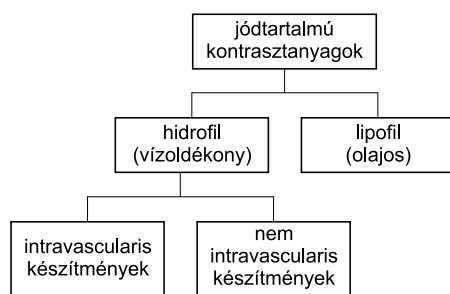 jódtartalmú
kontrasztanyagok
hidrofil
(vízoldékony)
lipofil
(olajos)
intravascularis
készítmények
nem
intravascularis
készítmények